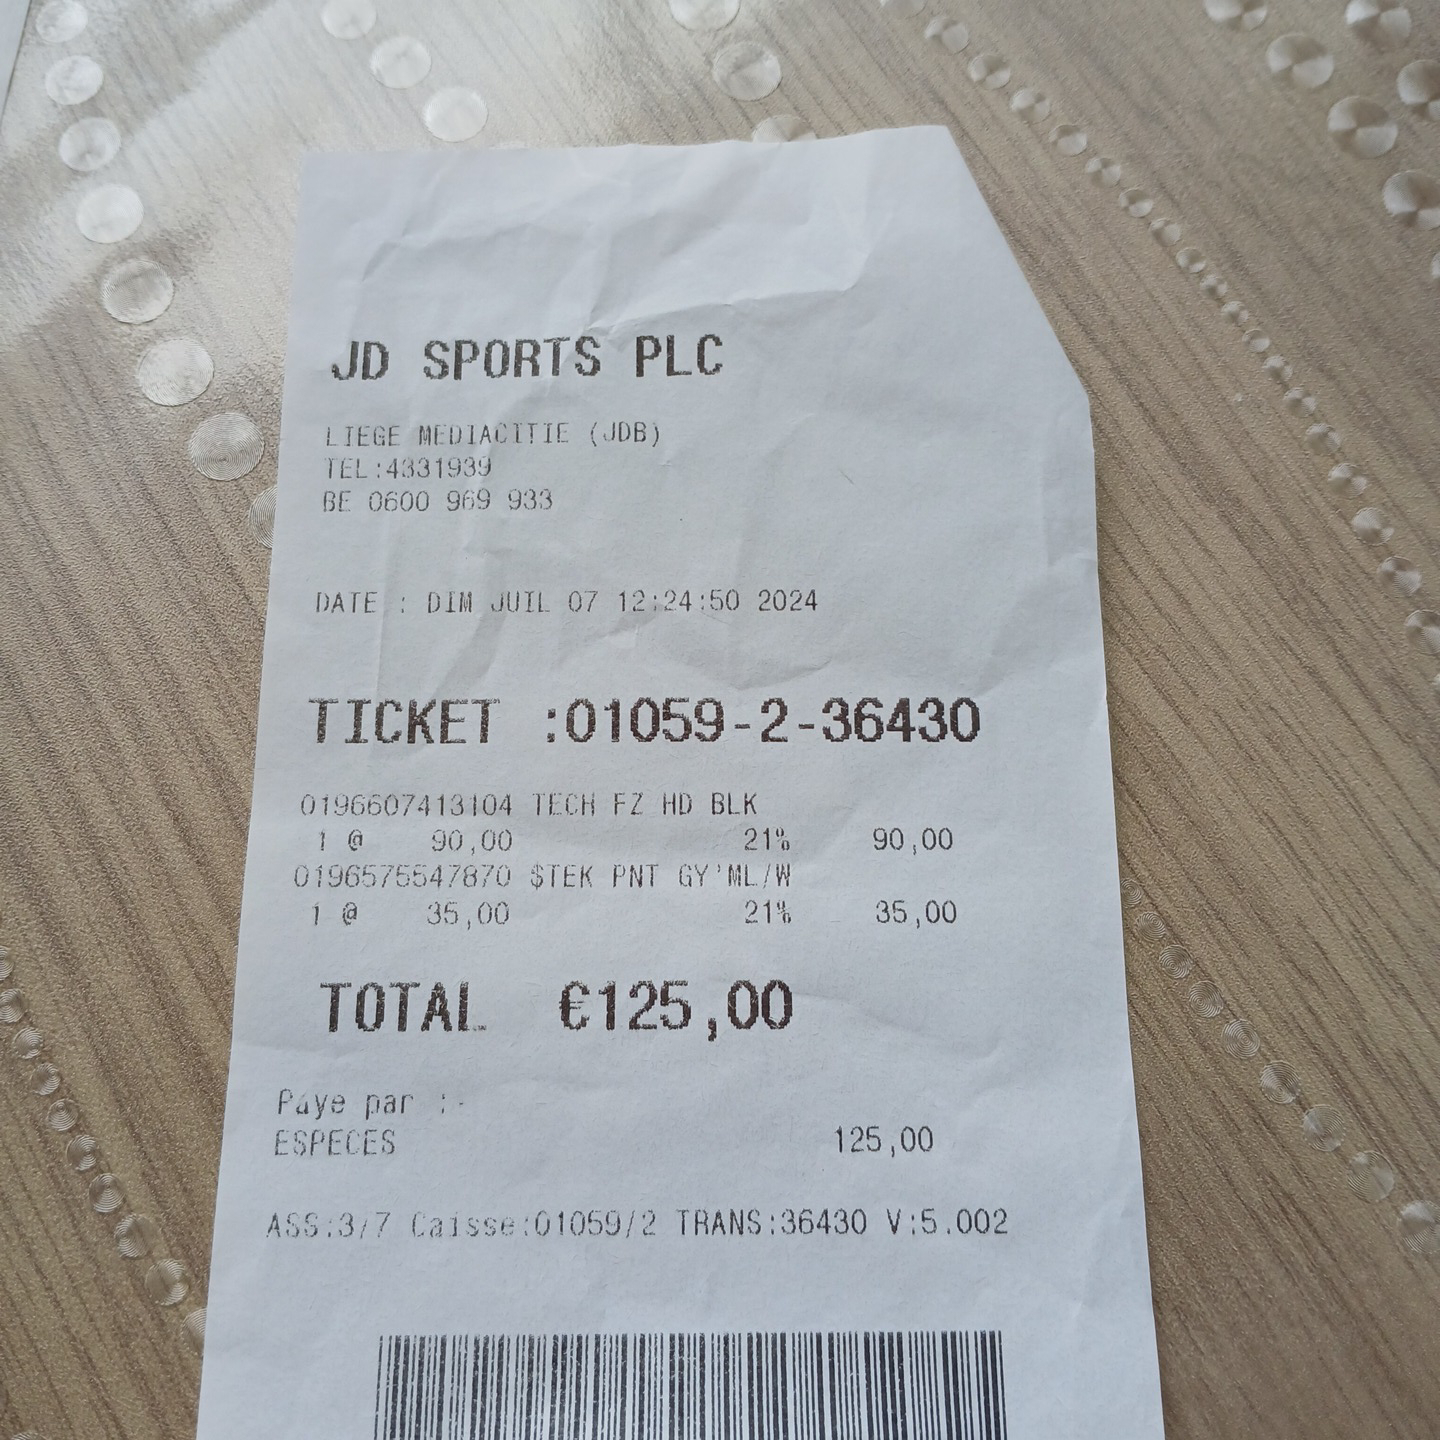 JD SPORTS PLC
LIEGE MEDIACITIE (JDB)
TEL:4331939
BE 0600 969 933
DATE : DIM JUIL 07 12:24:50 2024
TICKET :01059-2-36430
0196607413104 TECH FZ HD BLK
1 @ 90,00 21% 90,00
0196575547870 $TEK PNT GY'ML/W
1 @ 35,00 21% 35,00
TOTAL €125,00
Paye par :-
ESPECES 125,00
ASS:3/7 Caisse:01059/2 TRANS:36430 V:5.002